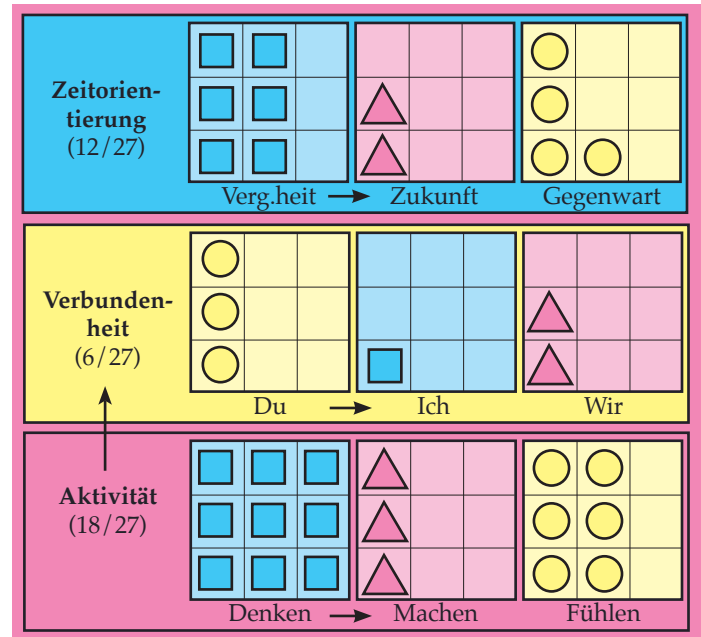 Zeitorien-
tierung
(12/27)
Verg.heit → Zukunft Gegenwart
Verbunden-
heit
(6/27)
Du → Ich Wir
Aktivität
(18/27)
Denken → Machen Fühlen